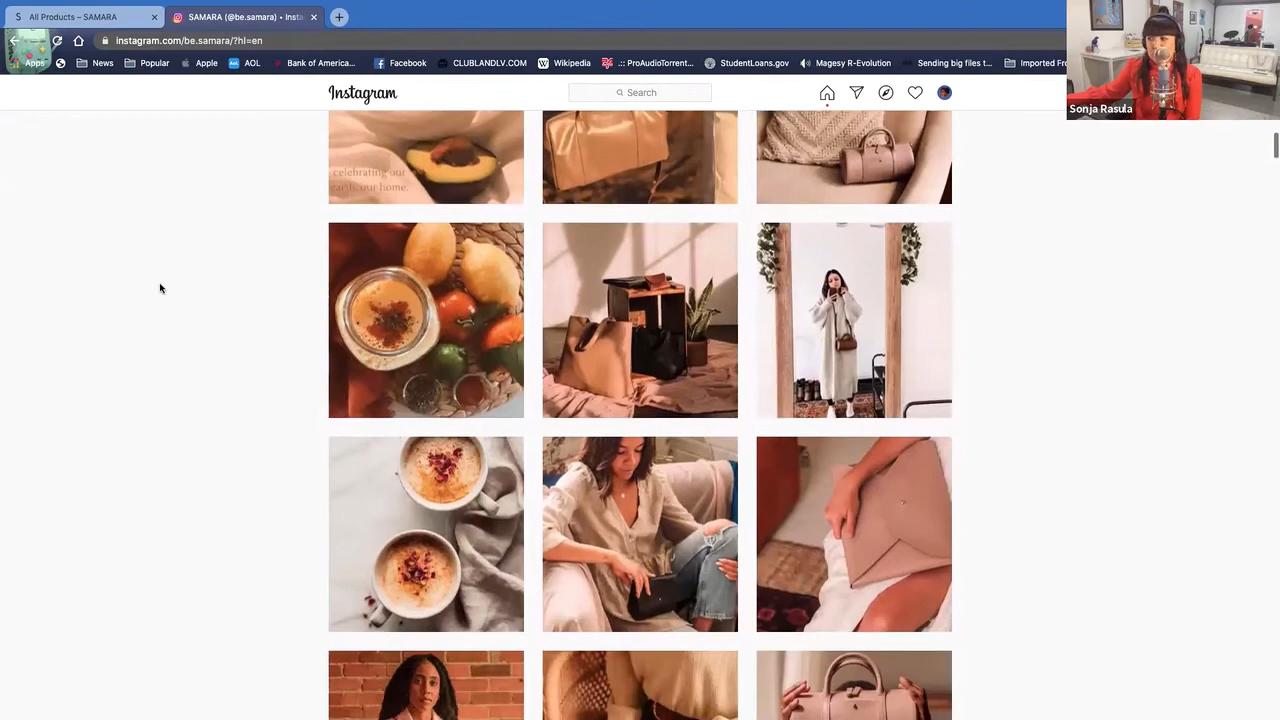 All Products – SAMARA
SAMARA (@be.samara) • Insta
instagram.com/be.samara/?hl=en
Apps
News
Popular
Apple
Aol
AOL
Bank of America...
Facebook
CLUBLANDLV.COM
W
Wikipedia
.:: ProAudioTorrent...
StudentLoans.gov
Magesy R-Evolution
Sending big files t...
Imported Fro
Sonja Rasula
Instagram
Search
celebrating our
earth, our home.